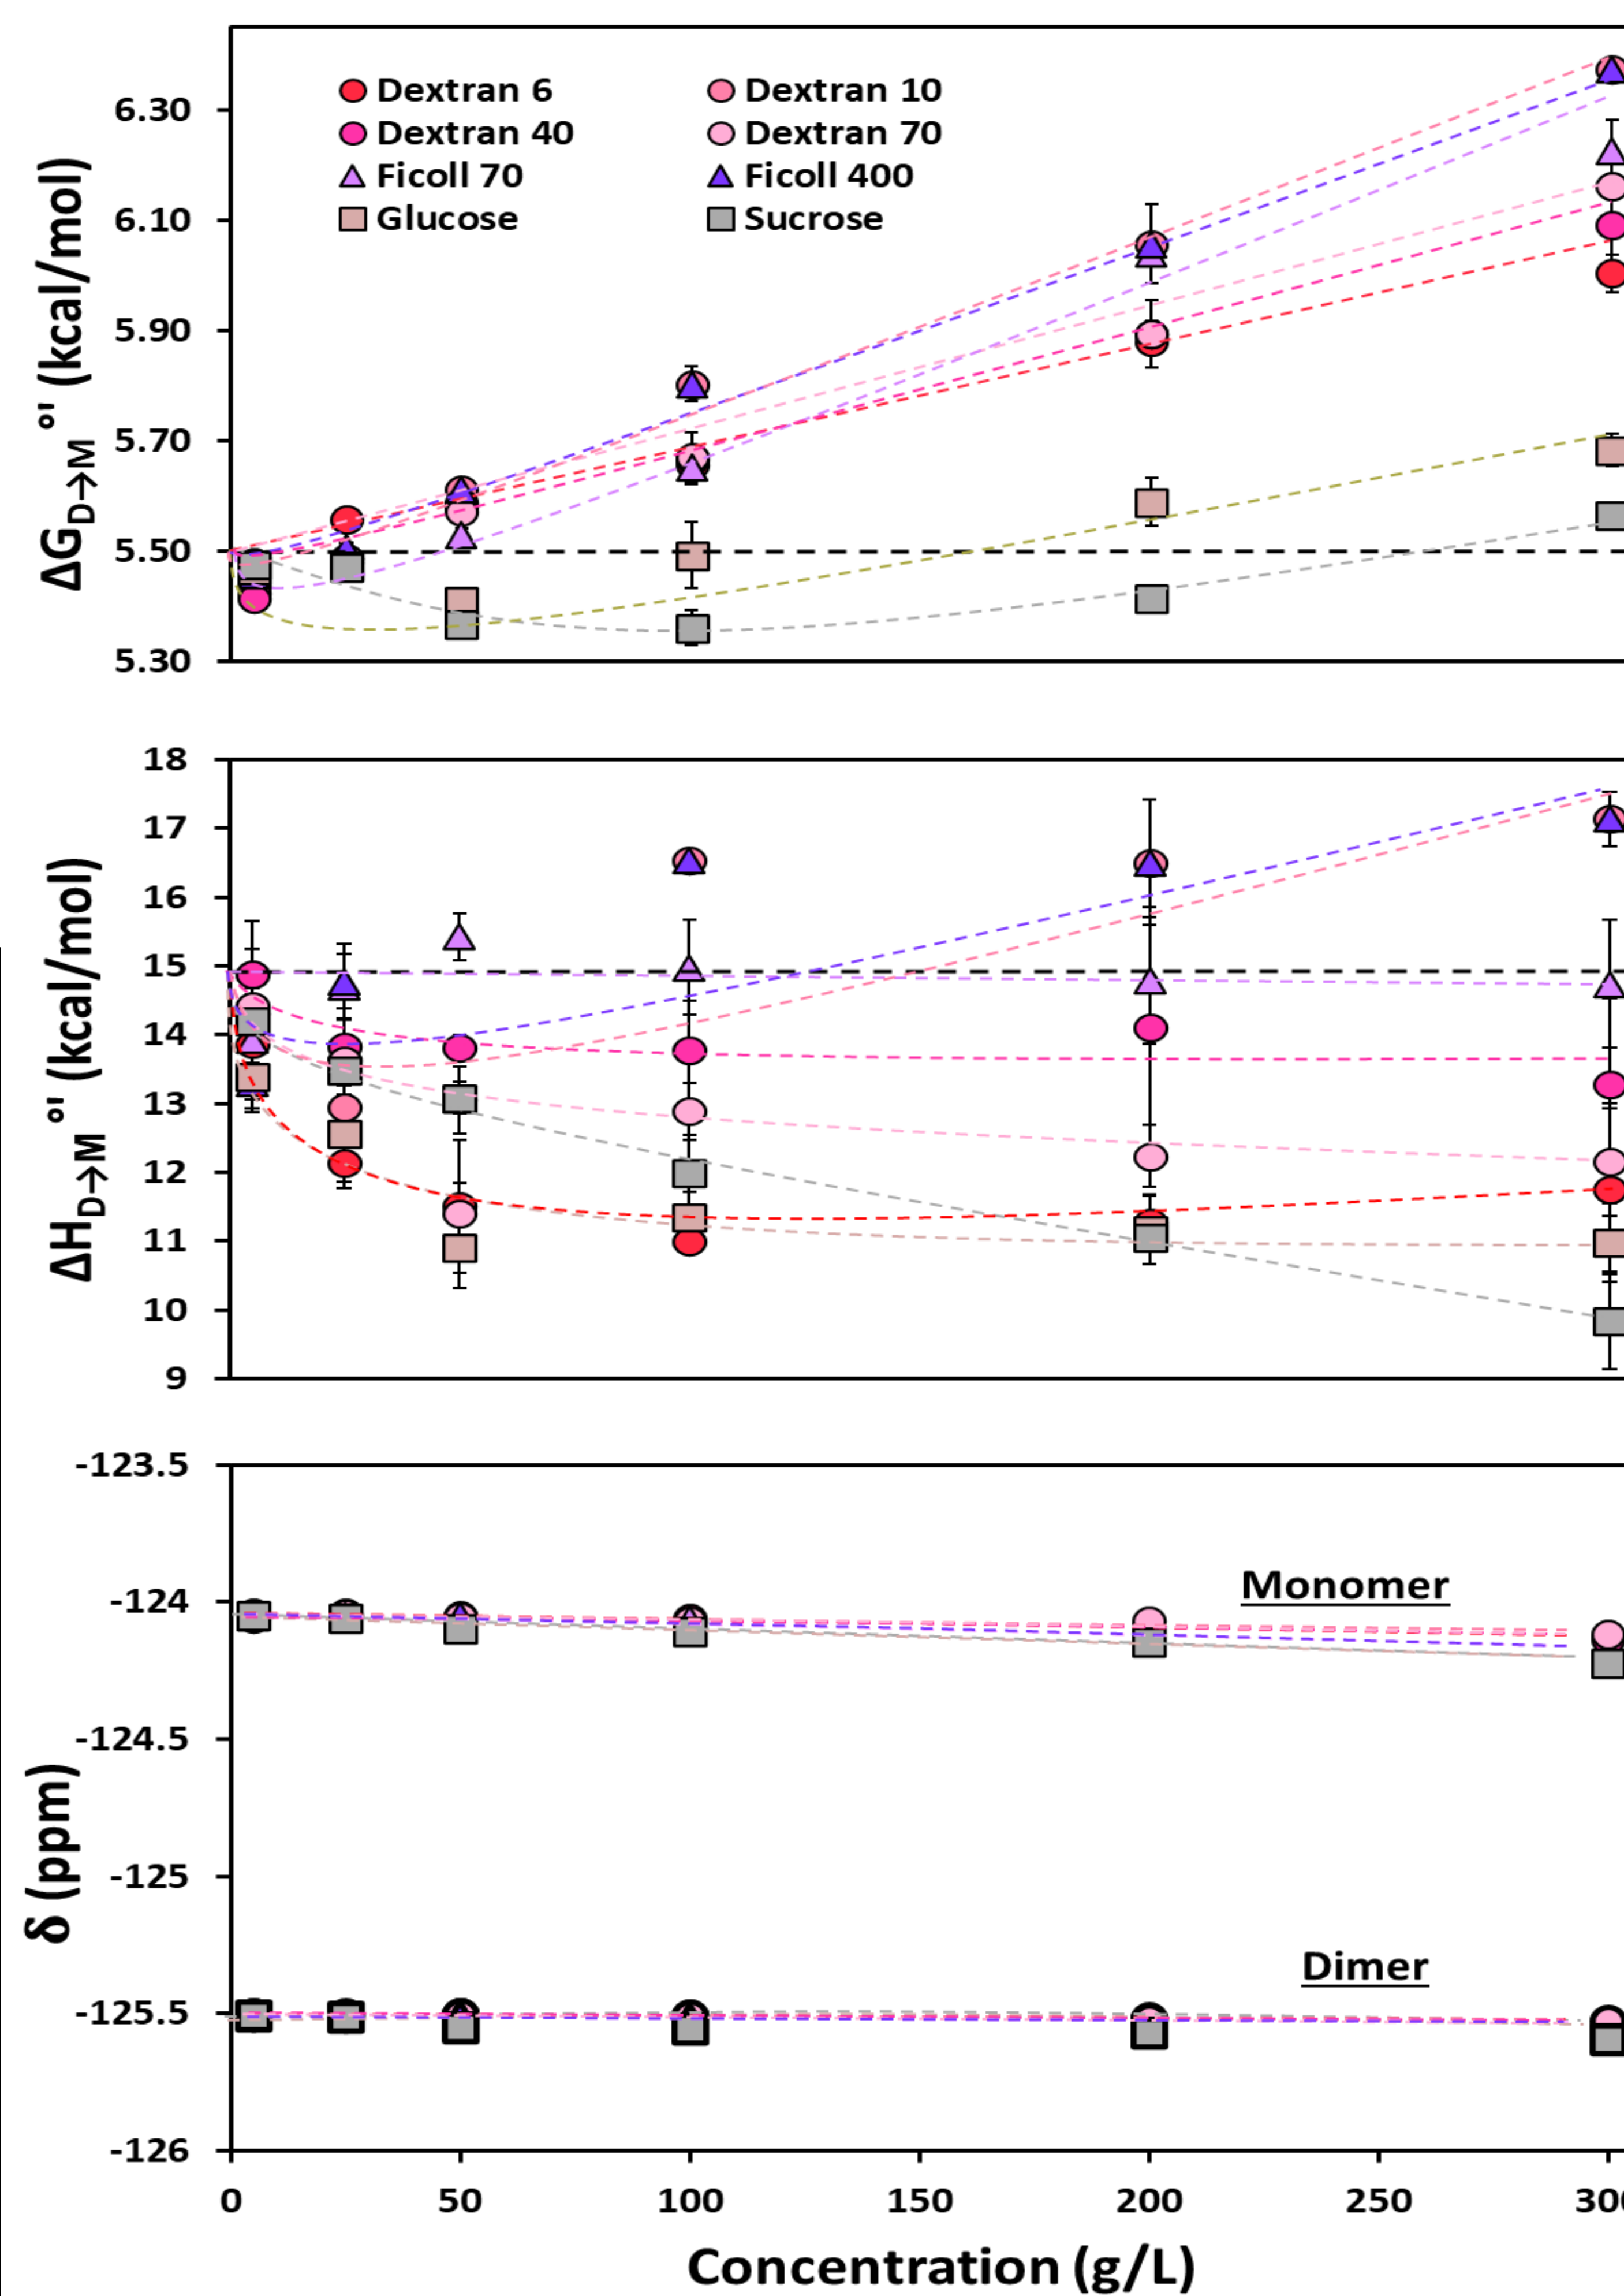 ΔG D→M °' (kcal/mol)
6.30
6.10
5.90
5.70
5.50
5.30
Dextran 6
Dextran 10
Dextran 40
Dextran 70
Ficoll 70
Ficoll 400
Glucose
Sucrose
ΔH D→M °' (kcal/mol)
18
17
16
15
14
13
12
11
10
9
δ (ppm)
-123.5
-124
-124.5
-125
-125.5
-126
Monomer
Dimer
0
50
100
150
200
250
Concentration (g/L)